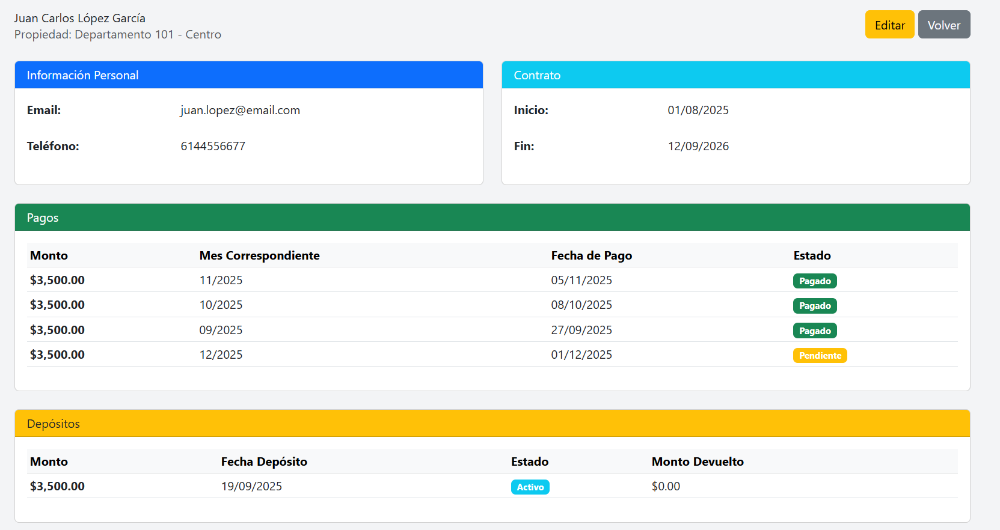 Juan Carlos López García
Propiedad: Departamento 101 - Centro
Editar Volver
Información Personal
Email: juan.lopez@email.com
Teléfono: 6144556677
Contrato
Inicio: 01/08/2025
Fin: 12/09/2026
Pagos
Monto Mes Correspondiente Fecha de Pago Estado
$3,500.00 11/2025 05/11/2025 Pagado
$3,500.00 10/2025 08/10/2025 Pagado
$3,500.00 09/2025 27/09/2025 Pagado
$3,500.00 12/2025 01/12/2025 Pendiente
Depósitos
Monto Fecha Depósito Estado Monto Devuelto
$3,500.00 19/09/2025 Activo $0.00